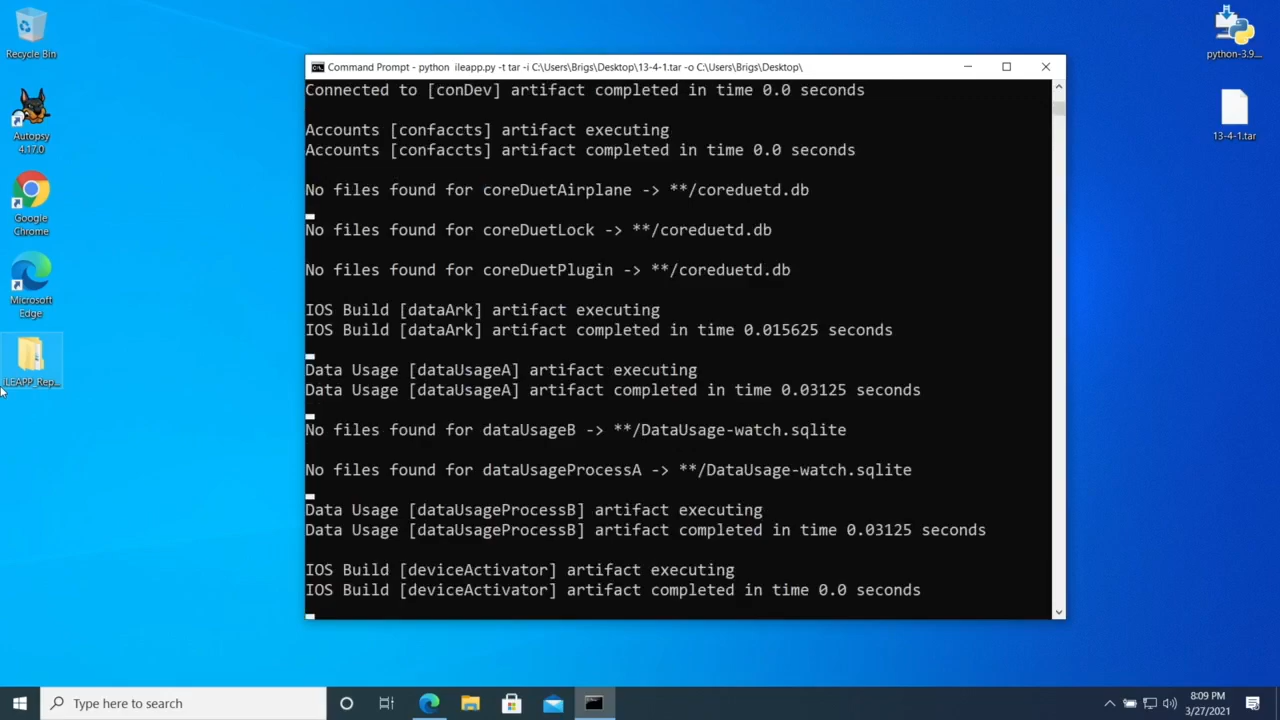 Recycle Bin
Autopsy
4.17.0
Google
Chrome
Microsoft
Edge
iLEAPP_Rep...
python-3.9....
13-4-1.tar
Command Prompt - python  ileapp.py -t tar -i C:\Users\Brigs\Desktop\13-4-1.tar -o C:\Users\Brigs\Desktop\
Connected to [conDev] artifact completed in time 0.0 seconds
Accounts [confaccts] artifact executing
Accounts [confaccts] artifact completed in time 0.0 seconds
No files found for coreDuetAirplane -> **/coreduetd.db
No files found for coreDuetLock -> **/coreduetd.db
No files found for coreDuetPlugin -> **/coreduetd.db
IOS Build [dataArk] artifact executing
IOS Build [dataArk] artifact completed in time 0.015625 seconds
Data Usage [dataUsageA] artifact executing
Data Usage [dataUsageA] artifact completed in time 0.03125 seconds
No files found for dataUsageB -> **/DataUsage-watch.sqlite
No files found for dataUsageProcessA -> **/DataUsage-watch.sqlite
Data Usage [dataUsageProcessB] artifact executing
Data Usage [dataUsageProcessB] artifact completed in time 0.03125 seconds
IOS Build [deviceActivator] artifact executing
IOS Build [deviceActivator] artifact completed in time 0.0 seconds
Type here to search
8:09 PM
3/27/2021